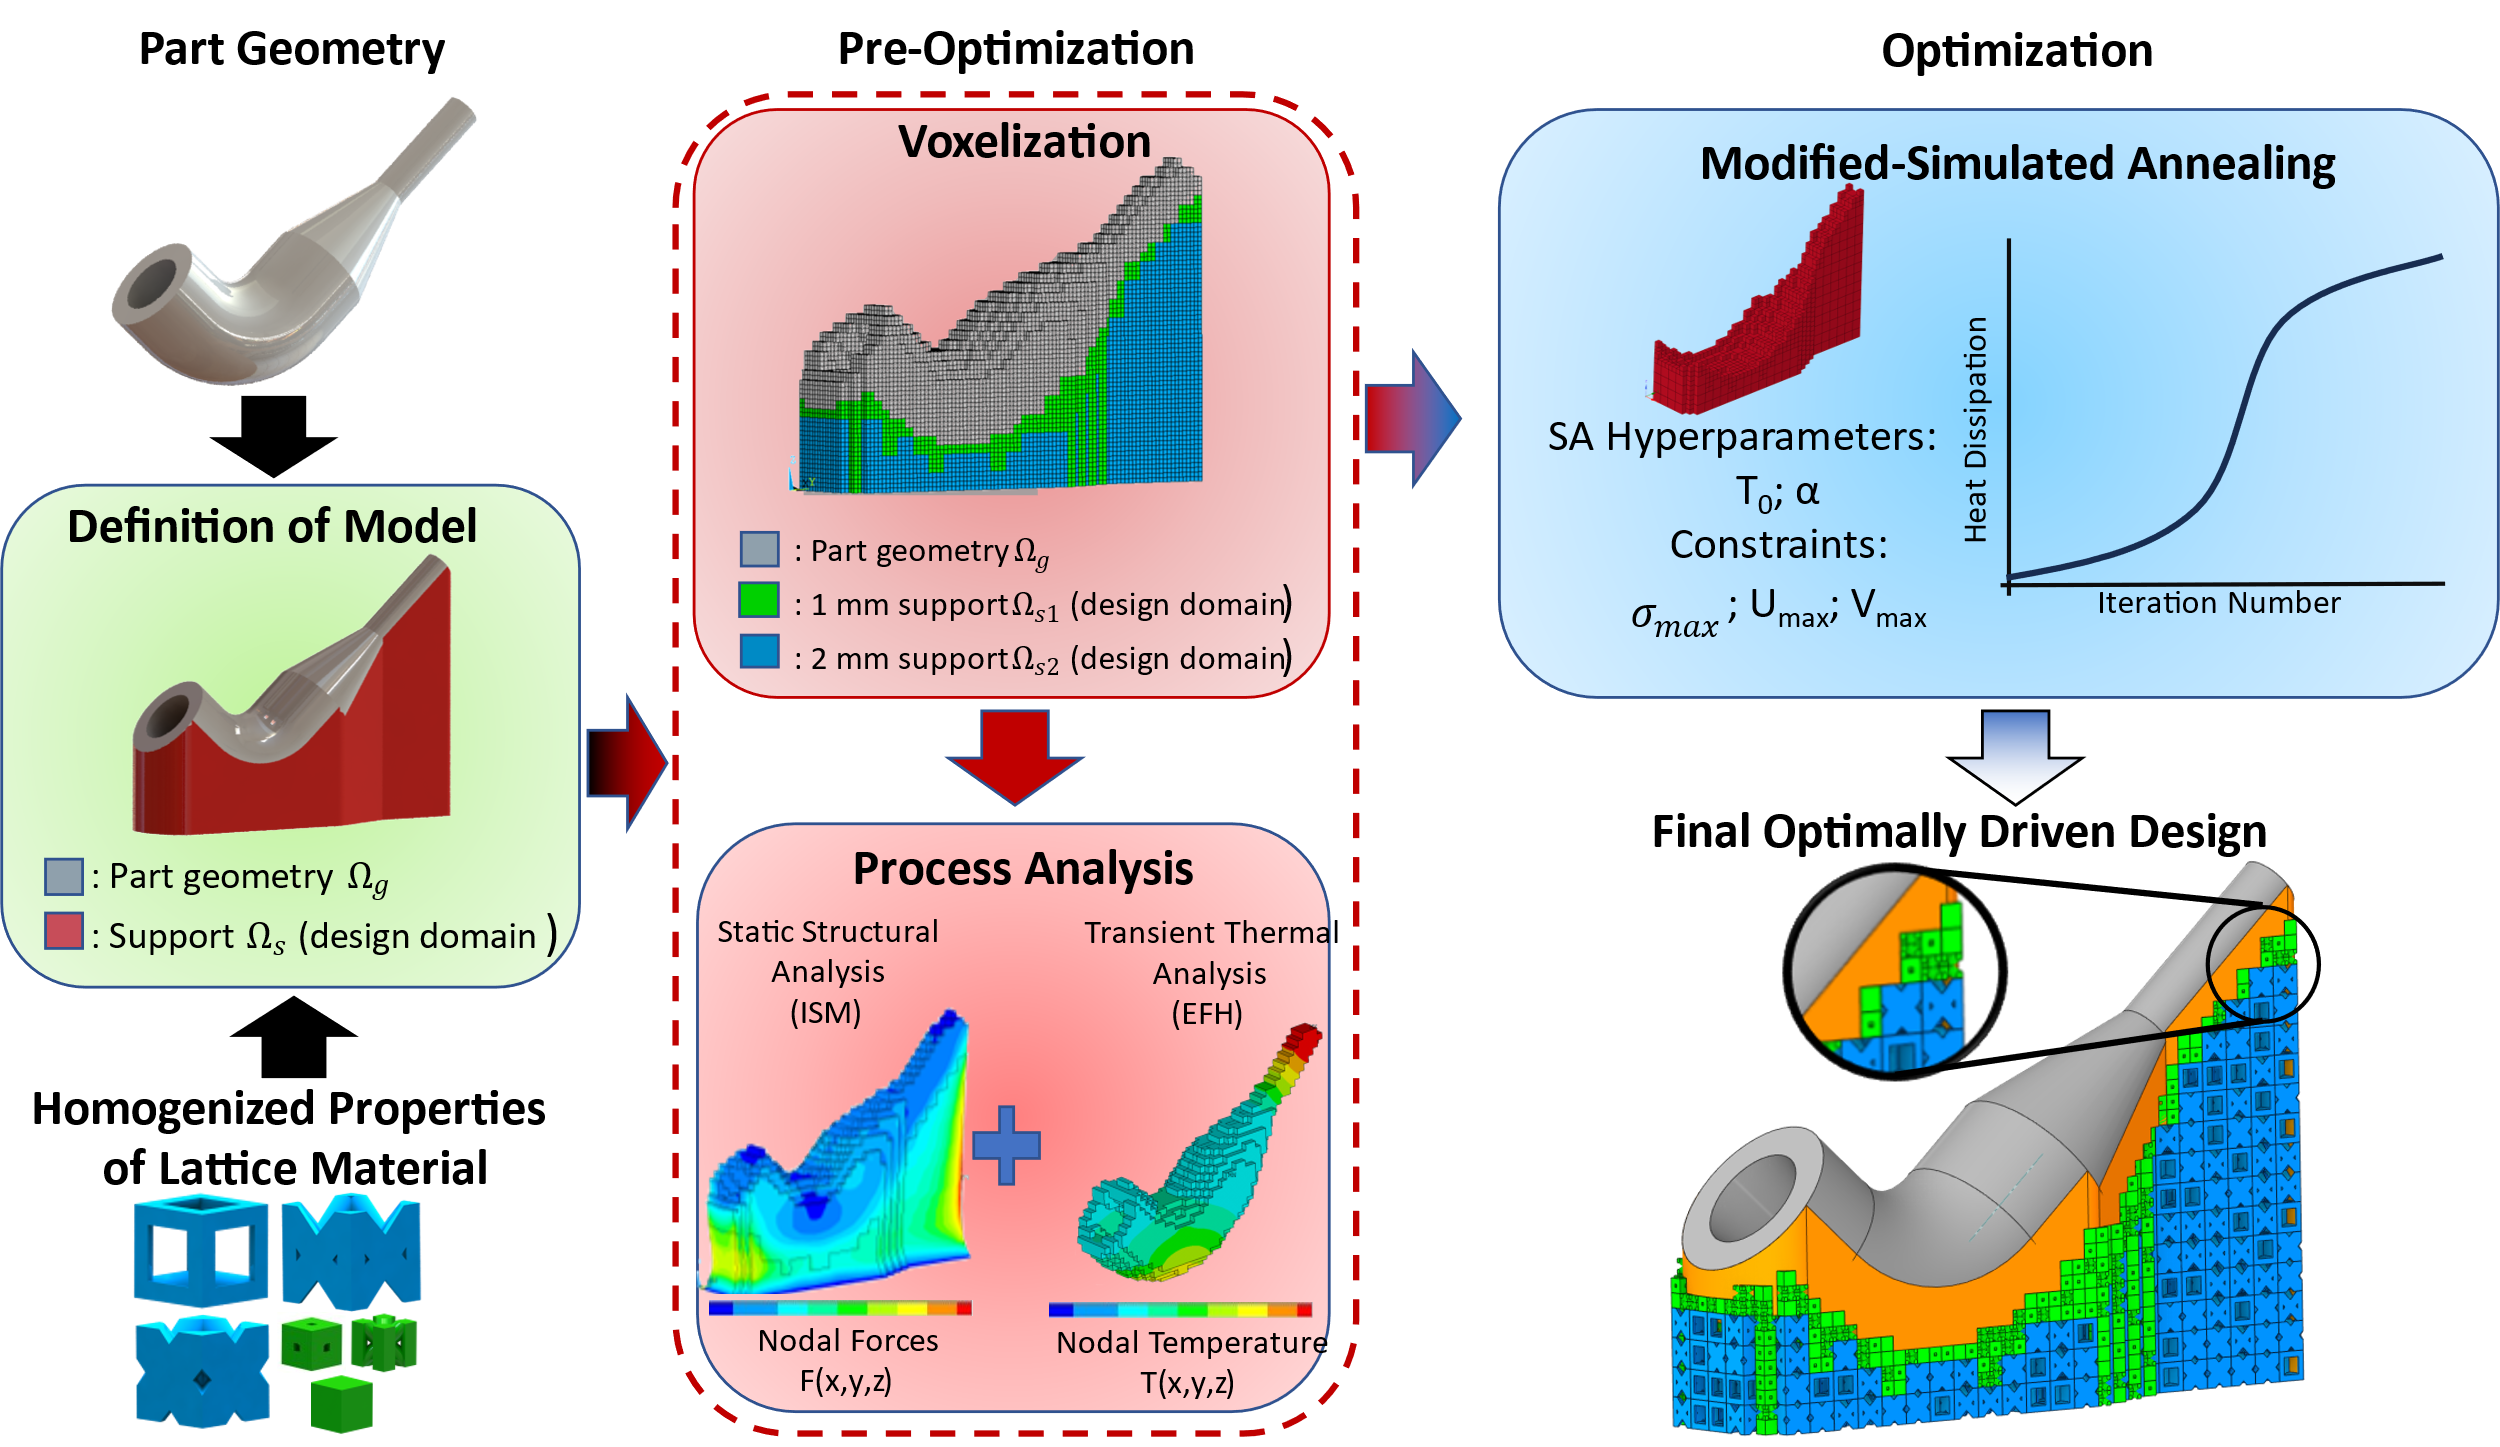 Part Geometry
Definition of Model
: Part geometry Ω𝑔
: Support Ω𝑠 (design domain)
Homogenized Properties
of Lattice Material
Pre-Optimization
Voxelization
: Part geometry Ω𝑔
: 1 mm support Ω𝑠1 (design domain)
: 2 mm support Ω𝑠2 (design domain)
Process Analysis
Static Structural
Analysis
(ISM)
Nodal Forces
F(x,y,z)
Transient Thermal
Analysis
(EFH)
Nodal Temperature
T(x,y,z)
Optimization
Modified-Simulated Annealing
SA Hyperparameters:
T0; α
Constraints:
σmax ; Umax; Vmax
Heat Dissipation
Iteration Number
Final Optimally Driven Design